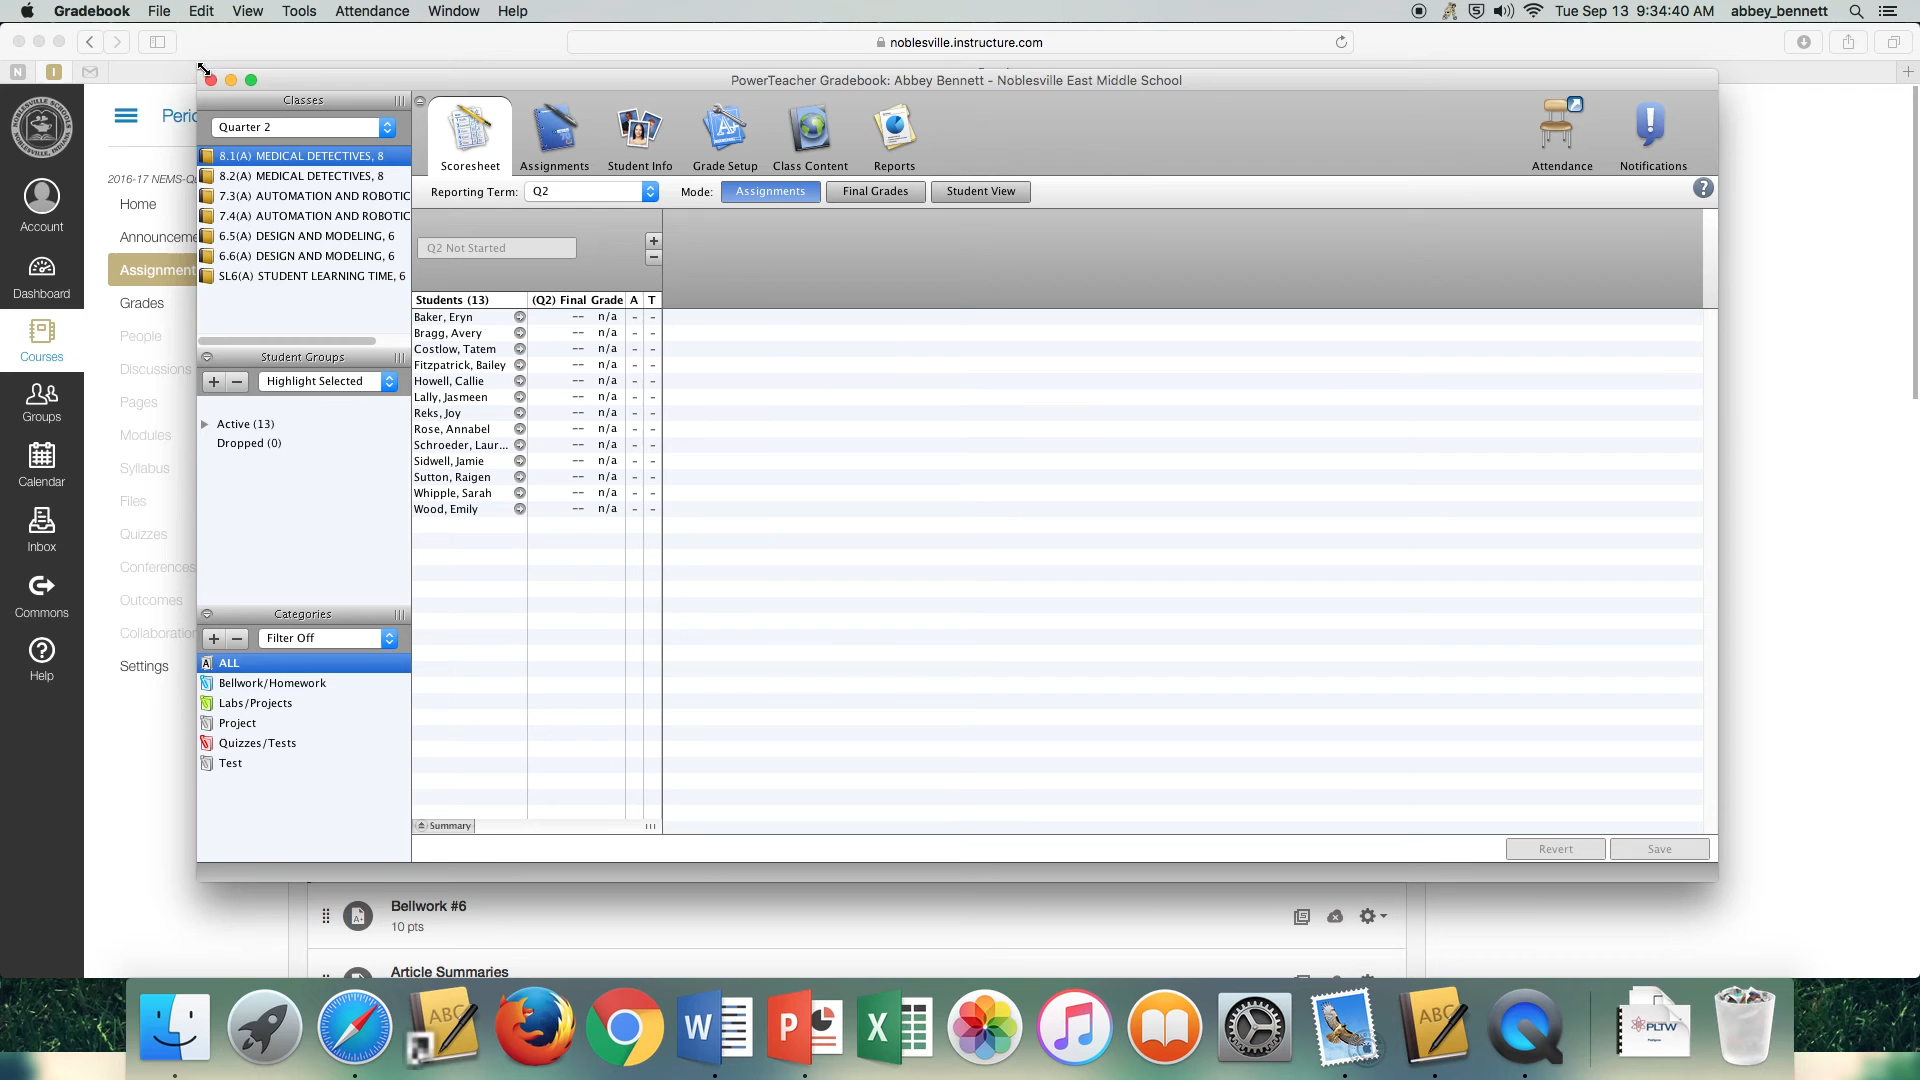 Gradebook File Edit View Tools Attendance Window Help Tue Sep 13 9:34:40 AM abbey_bennett
noblesville.instructure.com
N I
PowerTeacher Gradebook: Abbey Bennett - Noblesville East Middle School
Classes
Quarter 2
8.1(A) MEDICAL DETECTIVES, 8
8.2(A) MEDICAL DETECTIVES, 8
7.3(A) AUTOMATION AND ROBOTIC
7.4(A) AUTOMATION AND ROBOTIC
6.5(A) DESIGN AND MODELING, 6
6.6(A) DESIGN AND MODELING, 6
SL6(A) STUDENT LEARNING TIME, 6
Student Groups
Highlight Selected
Active (13)
Dropped (0)
Categories
Filter Off
ALL
Bellwork/Homework
Labs/Projects
Project
Quizzes/Tests
Test
Scoresheet Assignments Student Info Grade Setup Class Content Reports Attendance Notifications
Reporting Term: Q2 Mode: Assignments Final Grades Student View
Q2 Not Started
Students (13) (Q2) Final Grade A T
Baker, Eryn -- n/a - -
Bragg, Avery -- n/a - -
Costlow, Tatem -- n/a - -
Fitzpatrick, Bailey -- n/a - -
Howell, Callie -- n/a - -
Lally, Jasmeen -- n/a - -
Reks, Joy -- n/a - -
Rose, Annabel -- n/a - -
Schroeder, Laur... -- n/a - -
Sidwell, Jamie -- n/a - -
Sutton, Raigen -- n/a - -
Whipple, Sarah -- n/a - -
Wood, Emily -- n/a - -
Summary
Revert Save
Account
Dashboard
Courses
Groups
Calendar
Inbox
Commons
Help
Peric
2016-17 NEMS-Q
Home
Announceme
Assignment
Grades
People
Discussions
Pages
Modules
Syllabus
Files
Quizzes
Conferences
Outcomes
Collaboration
Settings
Bellwork #6
10 pts
Article Summaries
ABC
W
P
X
ABC
PLTW